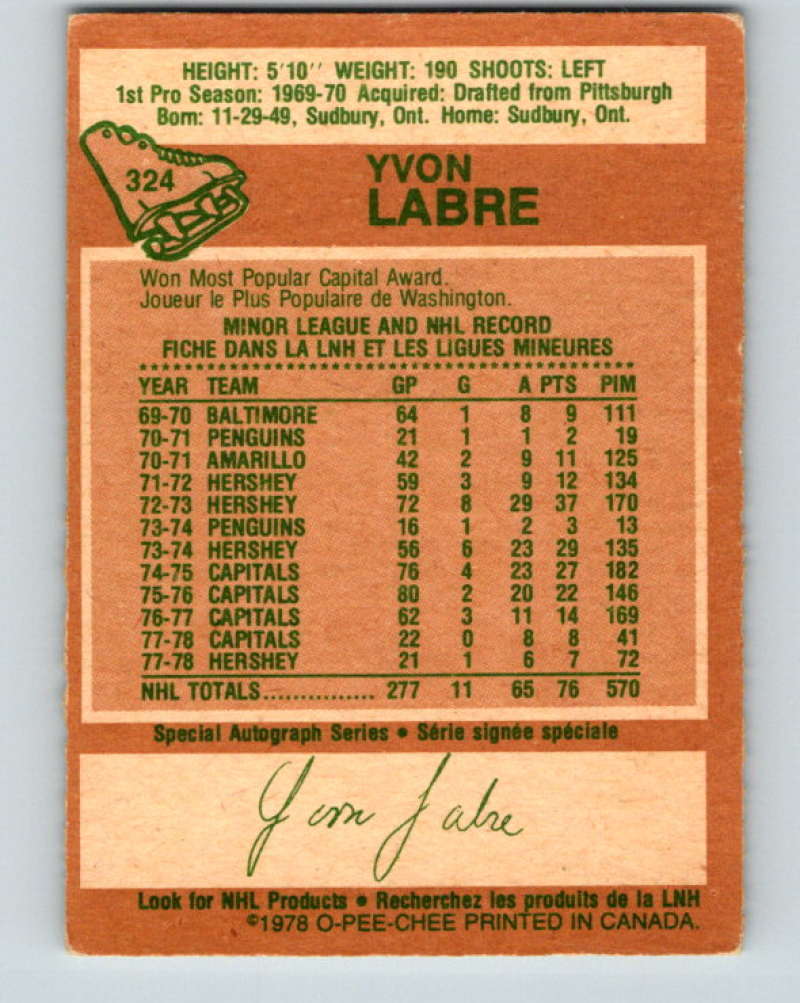 HEIGHT: 5'10'' WEIGHT: 190 SHOOTS: LEFT
1st Pro Season: 1969-70 Acquired: Drafted from Pittsburgh
Born: 11-29-49, Sudbury, Ont. Home: Sudbury, Ont.
324
YVON
LABRE
Won Most Popular Capital Award.
Joueur le Plus Populaire de Washington.
MINOR LEAGUE AND NHL RECORD
FICHE DANS LA LNH ET LES LIGUES MINEURES
YEAR TEAM GP G A PTS PIM
69-70 BALTIMORE 64 1 8 9 111
70-71 PENGUINS 21 1 1 2 19
70-71 AMARILLO 42 2 9 11 125
71-72 HERSHEY 59 3 9 12 134
72-73 HERSHEY 72 8 29 37 170
73-74 PENGUINS 16 1 2 3 13
73-74 HERSHEY 56 6 23 29 135
74-75 CAPITALS 76 4 23 27 182
75-76 CAPITALS 80 2 20 22 146
76-77 CAPITALS 62 3 11 14 169
77-78 CAPITALS 22 0 8 8 41
77-78 HERSHEY 21 1 6 7 72
NHL TOTALS............... 277 11 65 76 570
Special Autograph Series • Série signée spéciale
Yvon Labre
Look for NHL Products • Recherchez les produits de la LNH
©1978 O-PEE-CHEE PRINTED IN CANADA.